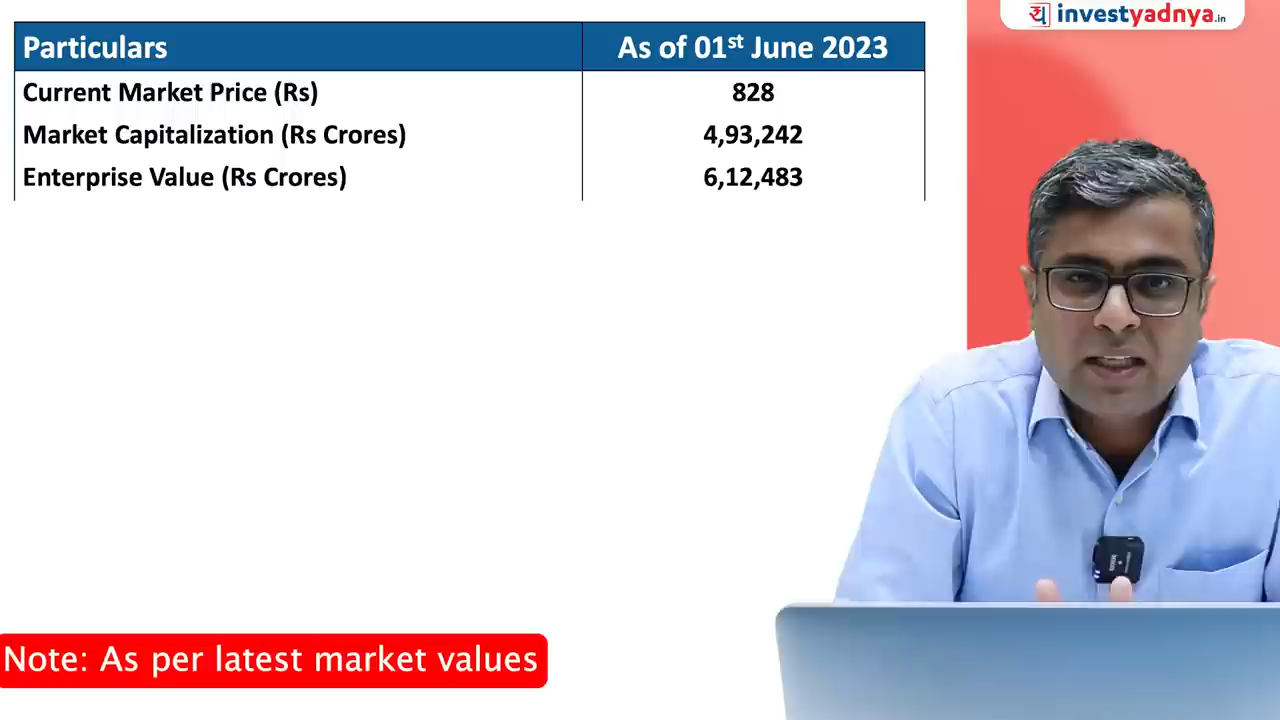 investyadnya.in
Particulars As of 01st June 2023
Current Market Price (Rs) 828
Market Capitalization (Rs Crores) 4,93,242
Enterprise Value (Rs Crores) 6,12,483
Note: As per latest market values